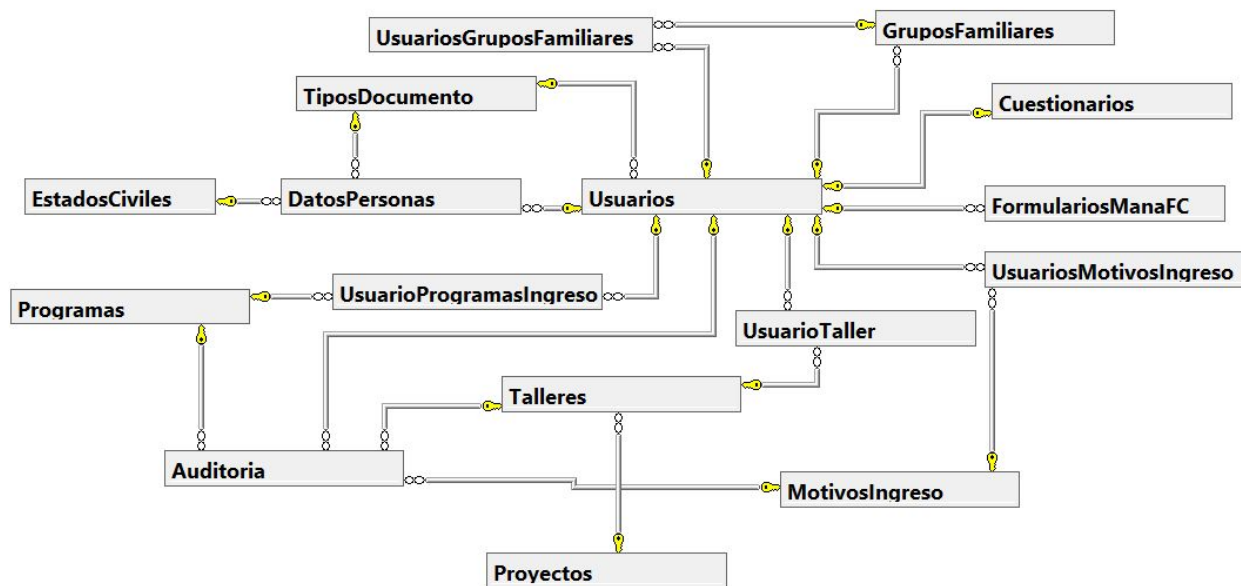 UsuariosGruposFamiliares
GruposFamiliares
TiposDocumento
Cuestionarios
EstadosCiviles
DatosPersonas
Usuarios
FormulariosManaFC
UsuariosMotivosIngreso
Programas
UsuarioProgramasIngreso
UsuarioTaller
Talleres
Auditoria
MotivosIngreso
Proyectos